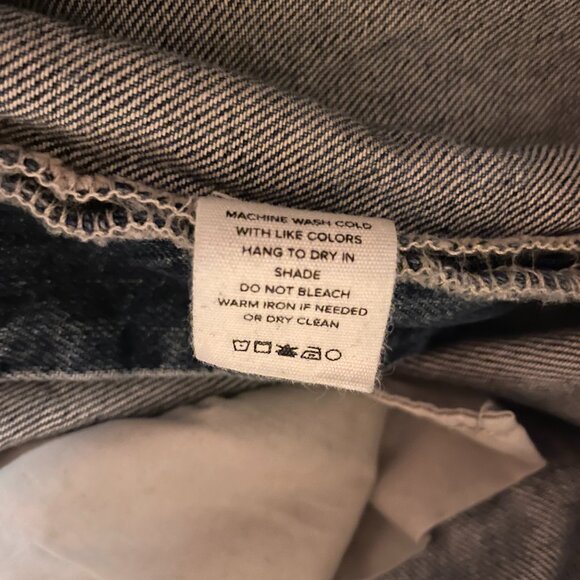 MACHINE WASH COLD
WITH LIKE COLORS
HANG TO DRY IN
SHADE
DO NOT BLEACH
WARM IRON IF NEEDED
OR DRY CLEAN